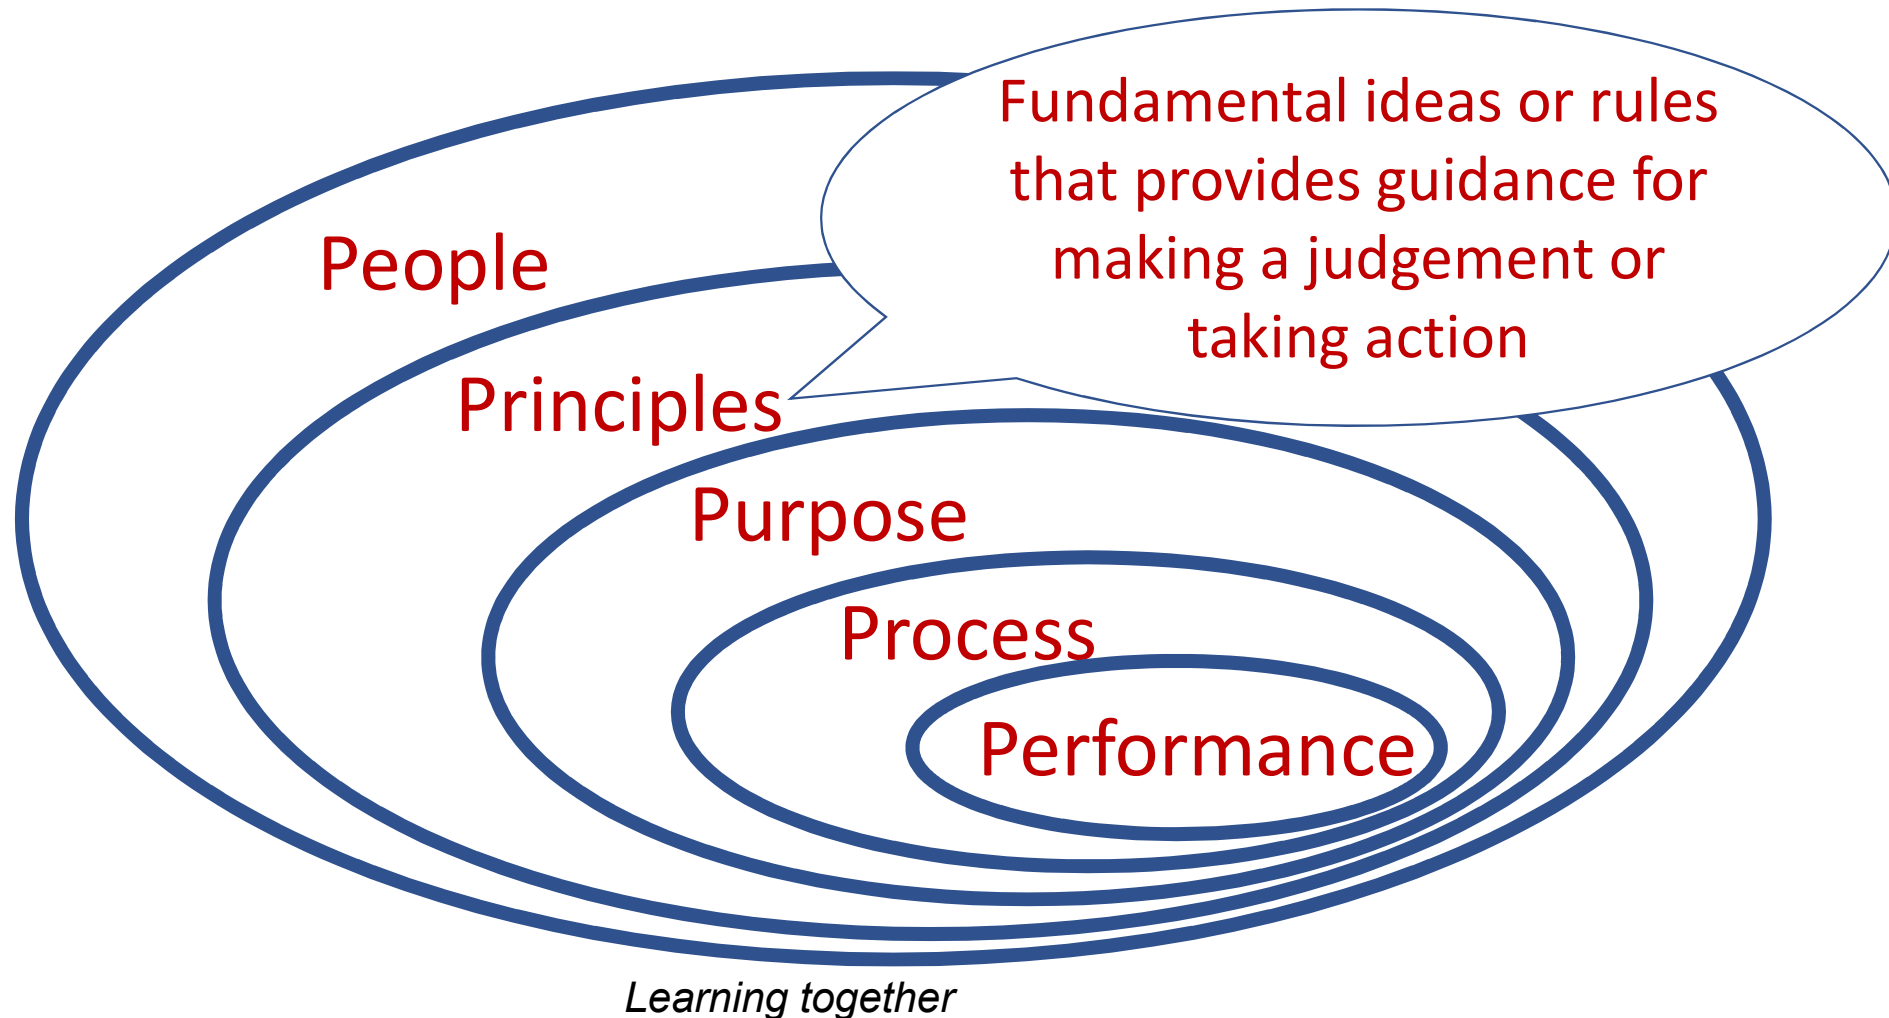 Fundamental ideas or rules
that provides guidance for
making a judgement or
taking action
People
Principles
Purpose
Process
Performance
Learning together